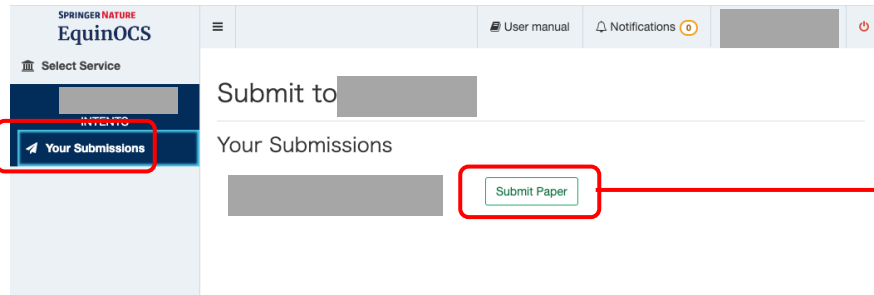 SPRINGER NATURE
EquinOCS
User manual
Notifications 0
Select Service
Submit to
INTENTS
Your Submissions
Your Submissions
Submit Paper